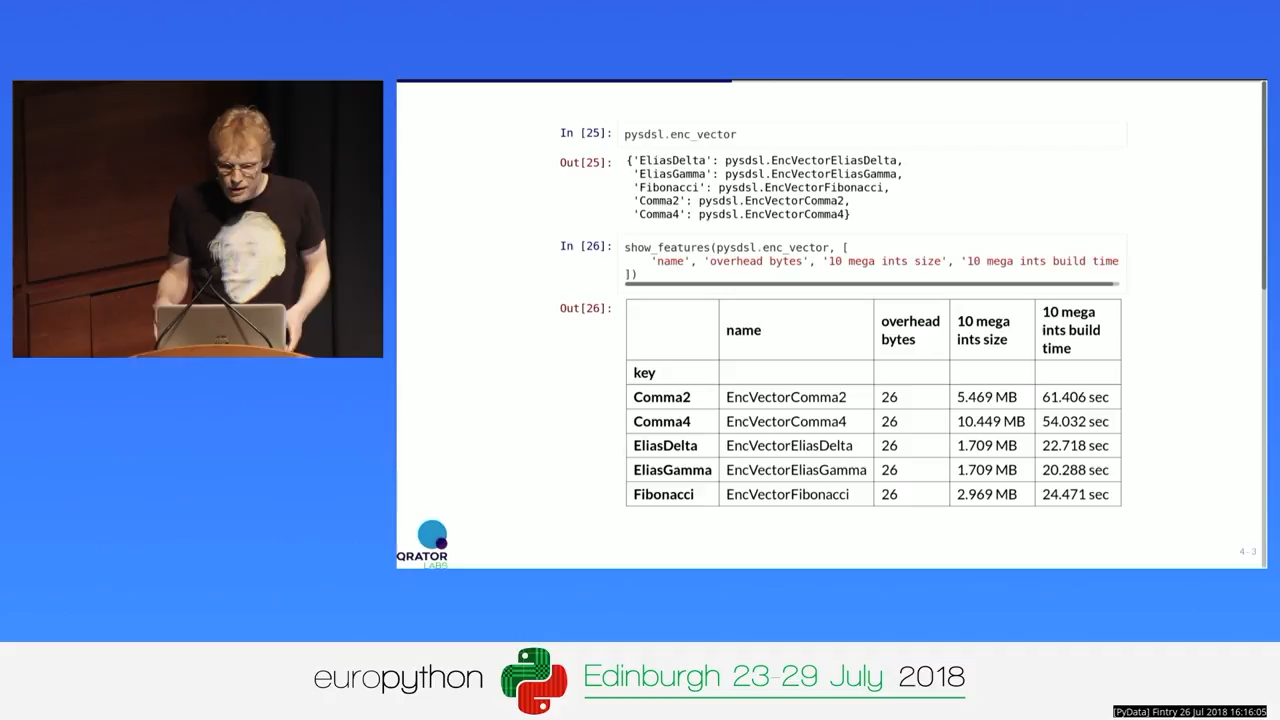 In [25]: pysdsl.enc_vector
Out[25]: {'EliasDelta': pysdsl.EncVectorEliasDelta,
'EliasGamma': pysdsl.EncVectorEliasGamma,
'Fibonacci': pysdsl.EncVectorFibonacci,
'Comma2': pysdsl.EncVectorComma2,
'Comma4': pysdsl.EncVectorComma4}
In [26]: show_features(pysdsl.enc_vector, [
'name', 'overhead bytes', '10 mega ints size', '10 mega ints build time
])
Out[26]:
name overhead bytes 10 mega ints size 10 mega ints build time
key
Comma2 EncVectorComma2 26 5.469 MB 61.406 sec
Comma4 EncVectorComma4 26 10.449 MB 54.032 sec
EliasDelta EncVectorEliasDelta 26 1.709 MB 22.718 sec
EliasGamma EncVectorEliasGamma 26 1.709 MB 20.288 sec
Fibonacci EncVectorFibonacci 26 2.969 MB 24.471 sec
QRATOR
LABS
4-3
europython Edinburgh 23-29 July 2018
[PyData] Fintry 26 Jul 2018 16:16:05